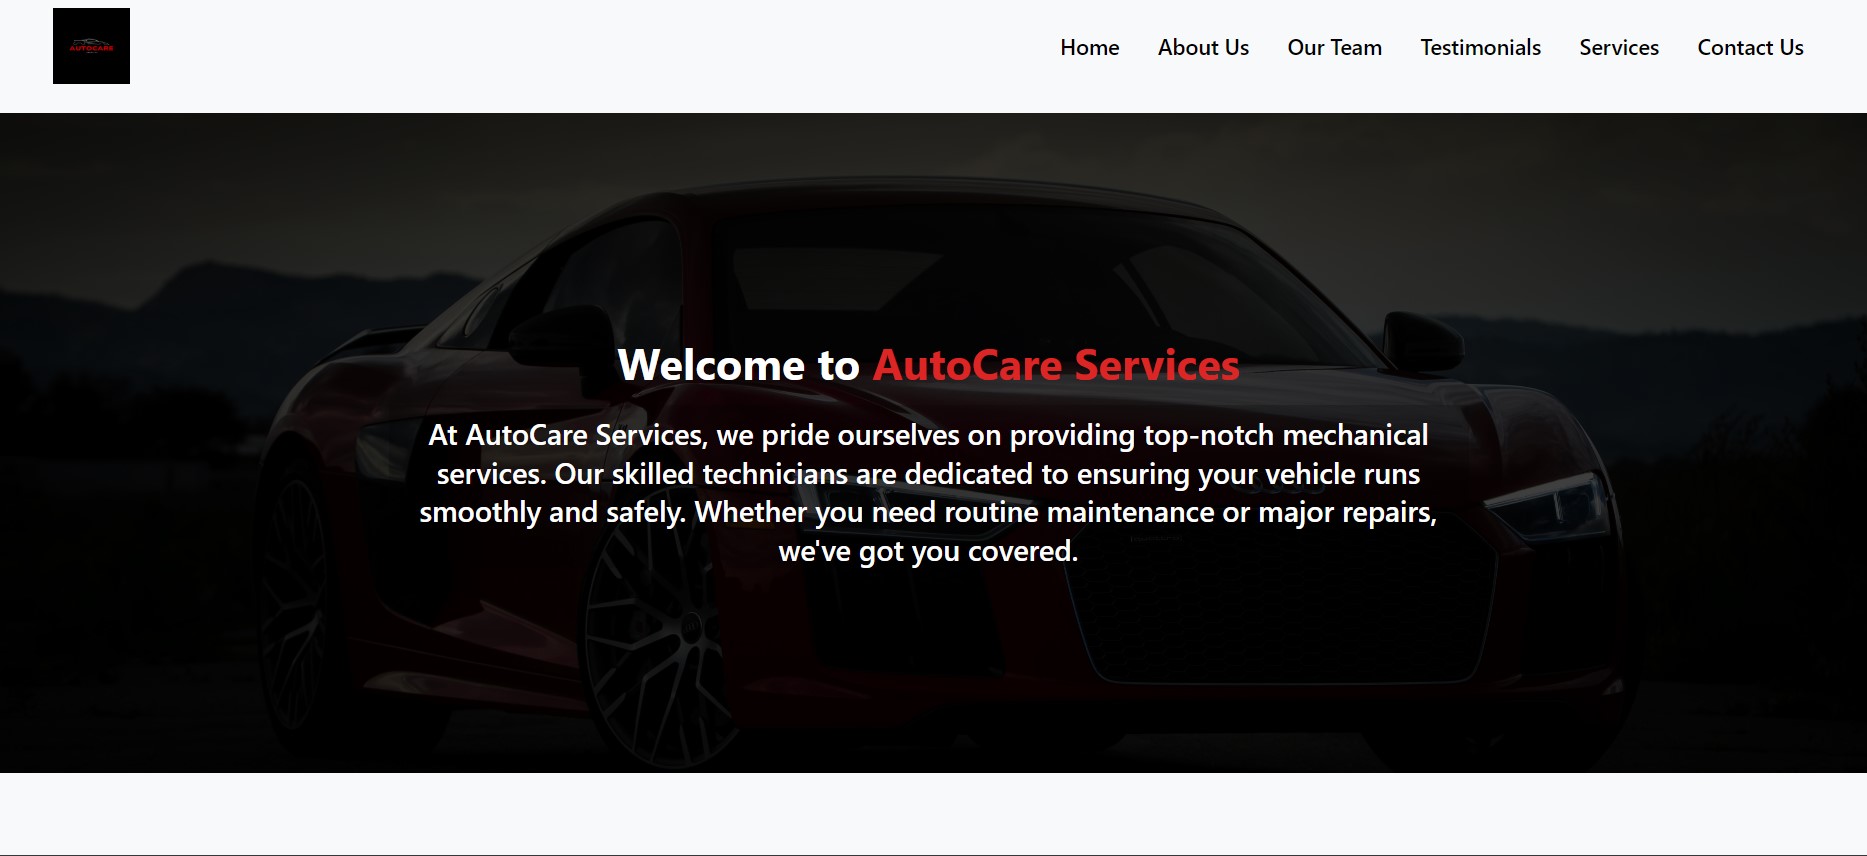 AUTOCARE
Home About Us Our Team Testimonials Services Contact Us
Welcome to AutoCare Services
At AutoCare Services, we pride ourselves on providing top-notch mechanical
services. Our skilled technicians are dedicated to ensuring your vehicle runs
smoothly and safely. Whether you need routine maintenance or major repairs,
we've got you covered.